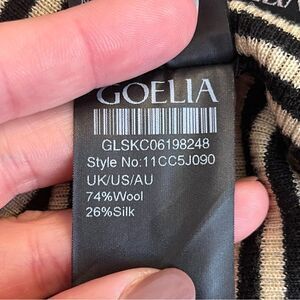 GOELIA
GLSKC06198248
Style No:11CC5J090
UK/US/AU
74%Wool
26%Silk